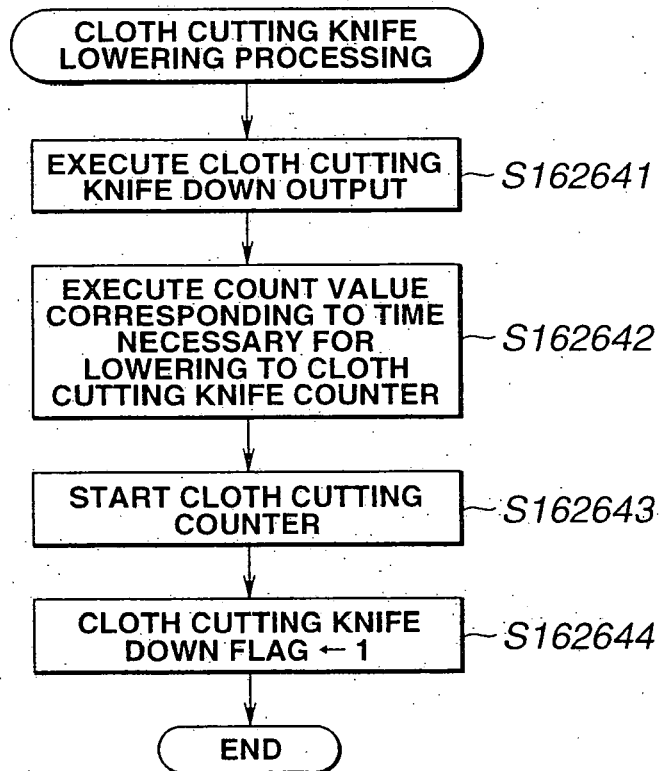 CLOTH CUTTING KNIFE
LOWERING PROCESSING
EXECUTE CLOTH CUTTING
KNIFE DOWN OUTPUT
S162641
EXECUTE COUNT VALUE
CORRESPONDING TO TIME
NECESSARY FOR
LOWERING TO CLOTH
CUTTING KNIFE COUNTER
S162642
START CLOTH CUTTING
COUNTER
S162643
CLOTH CUTTING KNIFE
DOWN FLAG ← 1
S162644
END